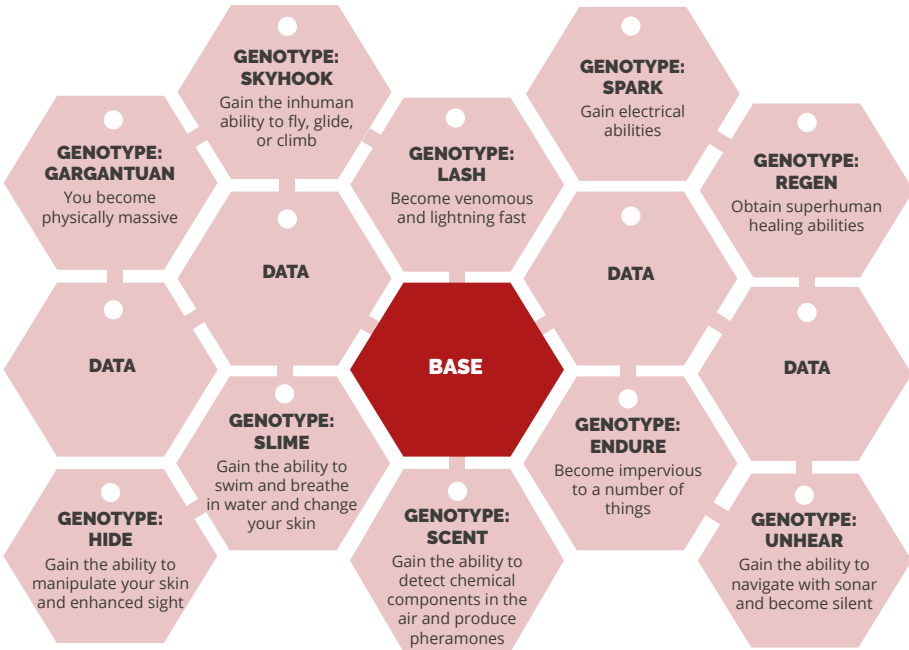 GENOTYPE:
SKYHOOK
Gain the inhuman
ability to fly, glide,
or climb
GENOTYPE:
SPARK
Gain electrical
abilities
GENOTYPE:
GARGANTUAN
You become
physically massive
GENOTYPE:
LASH
Become venomous
and lightning fast
GENOTYPE:
REGEN
Obtain superhuman
healing abilities
DATA
DATA
DATA
BASE
DATA
GENOTYPE:
SLIME
Gain the ability to
swim and breathe
in water and change
your skin
GENOTYPE:
ENDURE
Become impervious
to a number of
things
GENOTYPE:
HIDE
Gain the ability to
manipulate your skin
and enhanced sight
GENOTYPE:
SCENT
Gain the ability to
detect chemical
components in the
air and produce
pheramones
GENOTYPE:
UNHEAR
Gain the ability to
navigate with sonar
and become silent